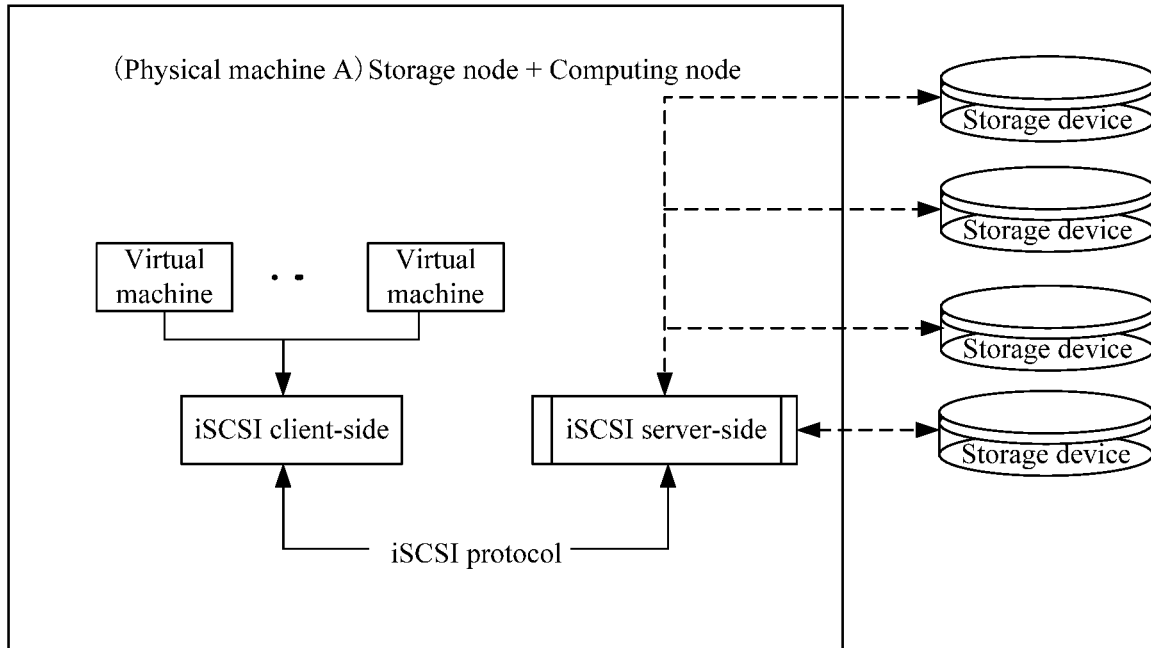 (Physical machine A) Storage node + Computing node
Storage device
Storage device
Virtual
machine
Virtual
machine
Storage device
iSCSI client-side
iSCSI server-side
Storage device
iSCSI protocol